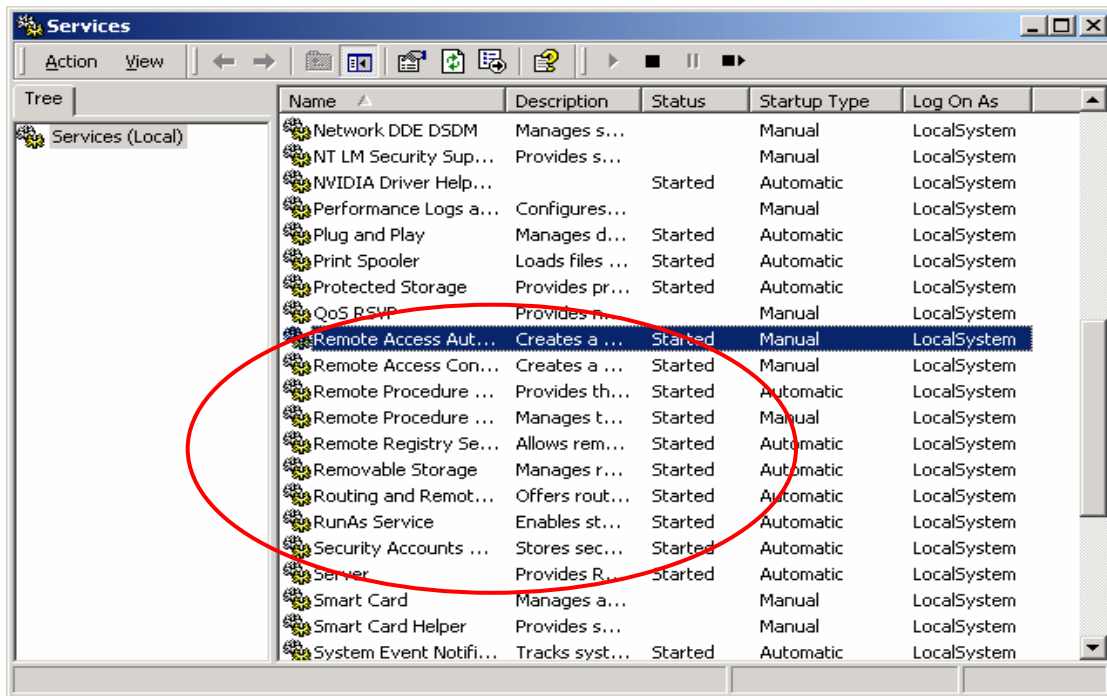 Services
Action View
Tree
Name Description Status Startup Type Log On As
Services (Local)
Network DDE DSDM Manages s... Manual LocalSystem
NT LM Security Sup... Provides s... Manual LocalSystem
NVIDIA Driver Help... Started Automatic LocalSystem
Performance Logs a... Configures... Manual LocalSystem
Plug and Play Manages d... Started Automatic LocalSystem
Print Spooler Loads files ... Started Automatic LocalSystem
Protected Storage Provides pr... Started Automatic LocalSystem
QoS RSVP Provides n... Manual LocalSystem
Remote Access Aut... Creates a ... Started Manual LocalSystem
Remote Access Con... Creates a ... Started Manual LocalSystem
Remote Procedure ... Provides th... Started Automatic LocalSystem
Remote Procedure ... Manages t... Started Manual LocalSystem
Remote Registry Se... Allows rem... Started Automatic LocalSystem
Removable Storage Manages r... Started Automatic LocalSystem
Routing and Remot... Offers rout... Started Automatic LocalSystem
RunAs Service Enables st... Started Automatic LocalSystem
Security Accounts ... Stores sec... Started Automatic LocalSystem
Server Provides R... Started Automatic LocalSystem
Smart Card Manages a... Manual LocalSystem
Smart Card Helper Provides s... Manual LocalSystem
System Event Notifi... Tracks syst... Started Automatic LocalSystem